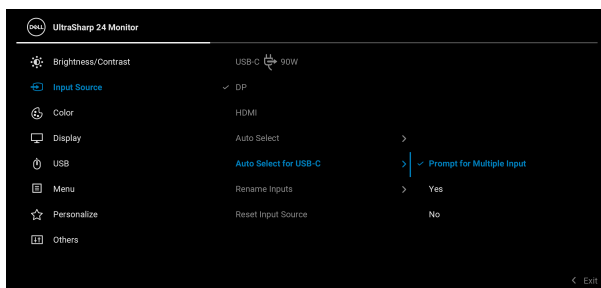 DELL UltraSharp 24 Monitor
Brightness/Contrast USB-C 90W
Input Source DP
Color HDMI
Display Auto Select
USB Auto Select for USB-C Prompt for Multiple Input
Menu Rename Inputs Yes
Personalize Reset Input Source No
Others
Exit